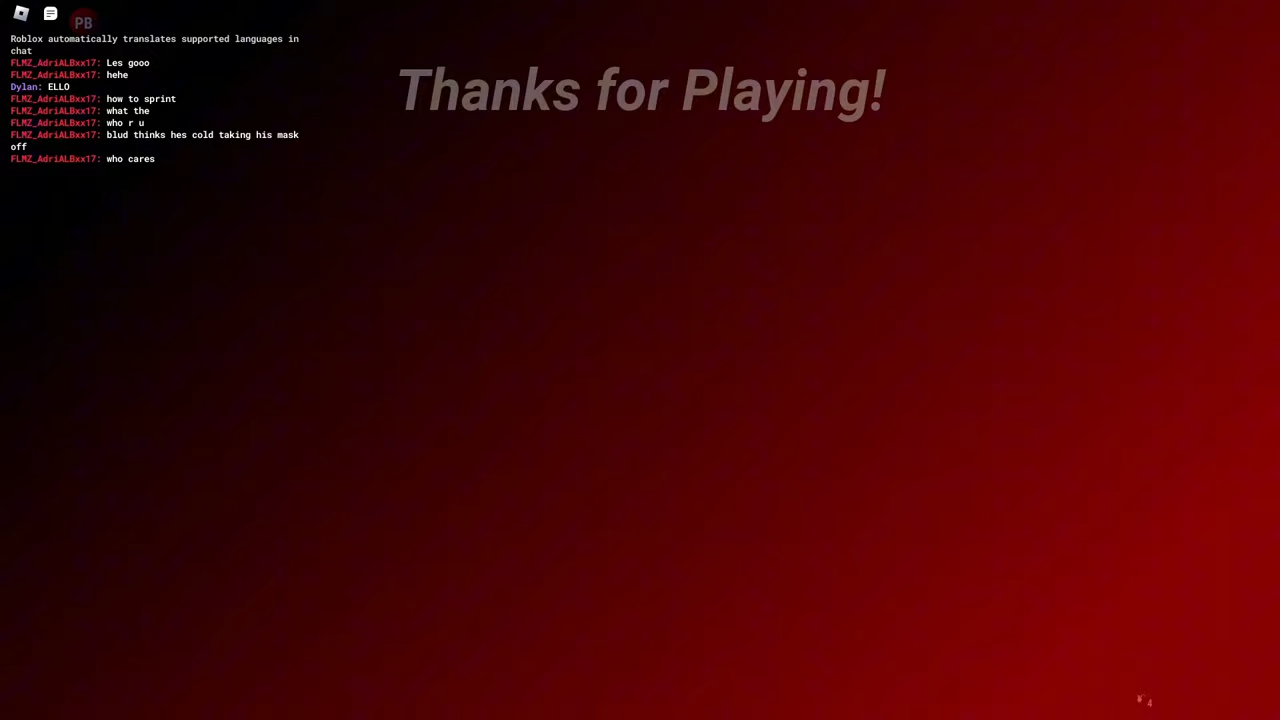 PB
Roblox automatically translates supported languages in
chat
FLMZ_AdriALBxx17: Les gooo
FLMZ_AdriALBxx17: hehe
Dylan: ELLO
FLMZ_AdriALBxx17: how to sprint
FLMZ_AdriALBxx17: what the
FLMZ_AdriALBxx17: who r u
FLMZ_AdriALBxx17: blud thinks hes cold taking his mask
off
FLMZ_AdriALBxx17: who cares
Thanks for Playing!
4